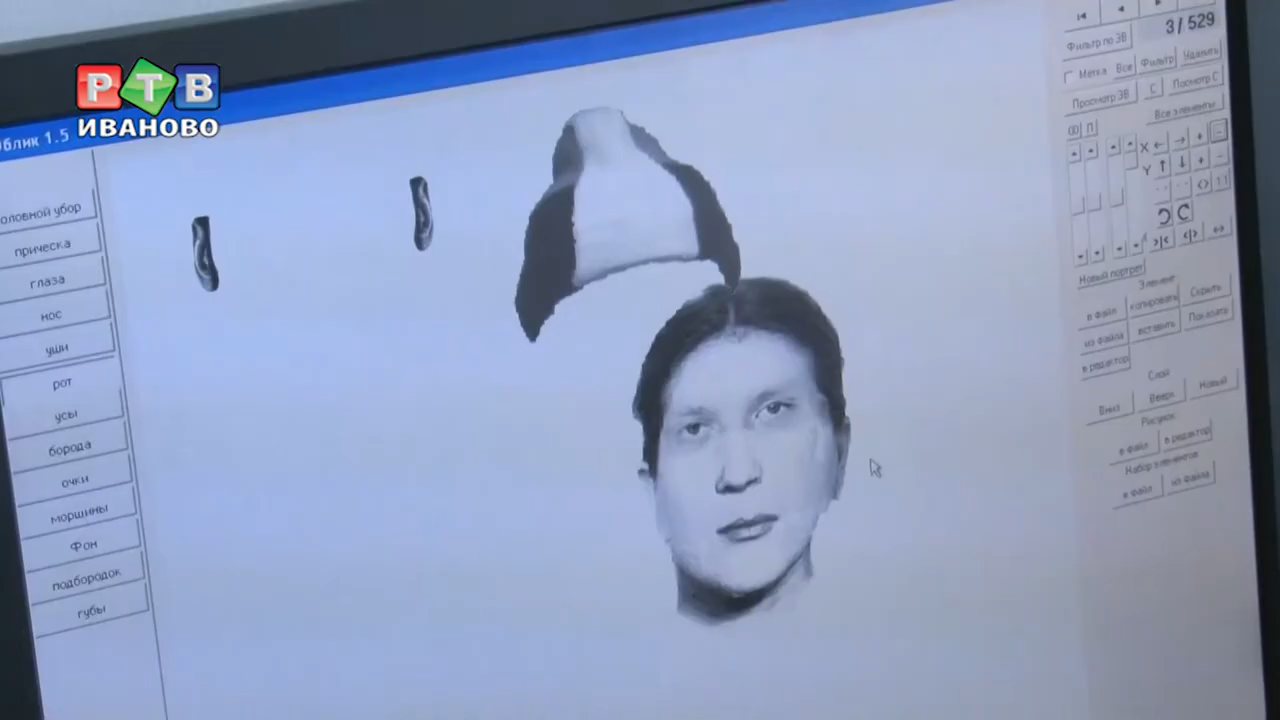 РТВ
ИВАНОВО
блик 1.5
оловной убор
прическа
глаза
нос
уши
рот
усы
борода
очки
морщины
Фон
подбородок
губы
3 / 529
Фильтр по ЗВ
Метка Все Фильтр Удалить
Просмотр ЗВ С Посмотр С
Все элементы
X
Y
Новый портрет
Элемент
в Файл копировать Скрыть
из Файла вставить Показать
в редактор
Слой
Вниз Вверх Новый
Рисунок
в Файл в редактор
Набор элементов
в Файл из Файла